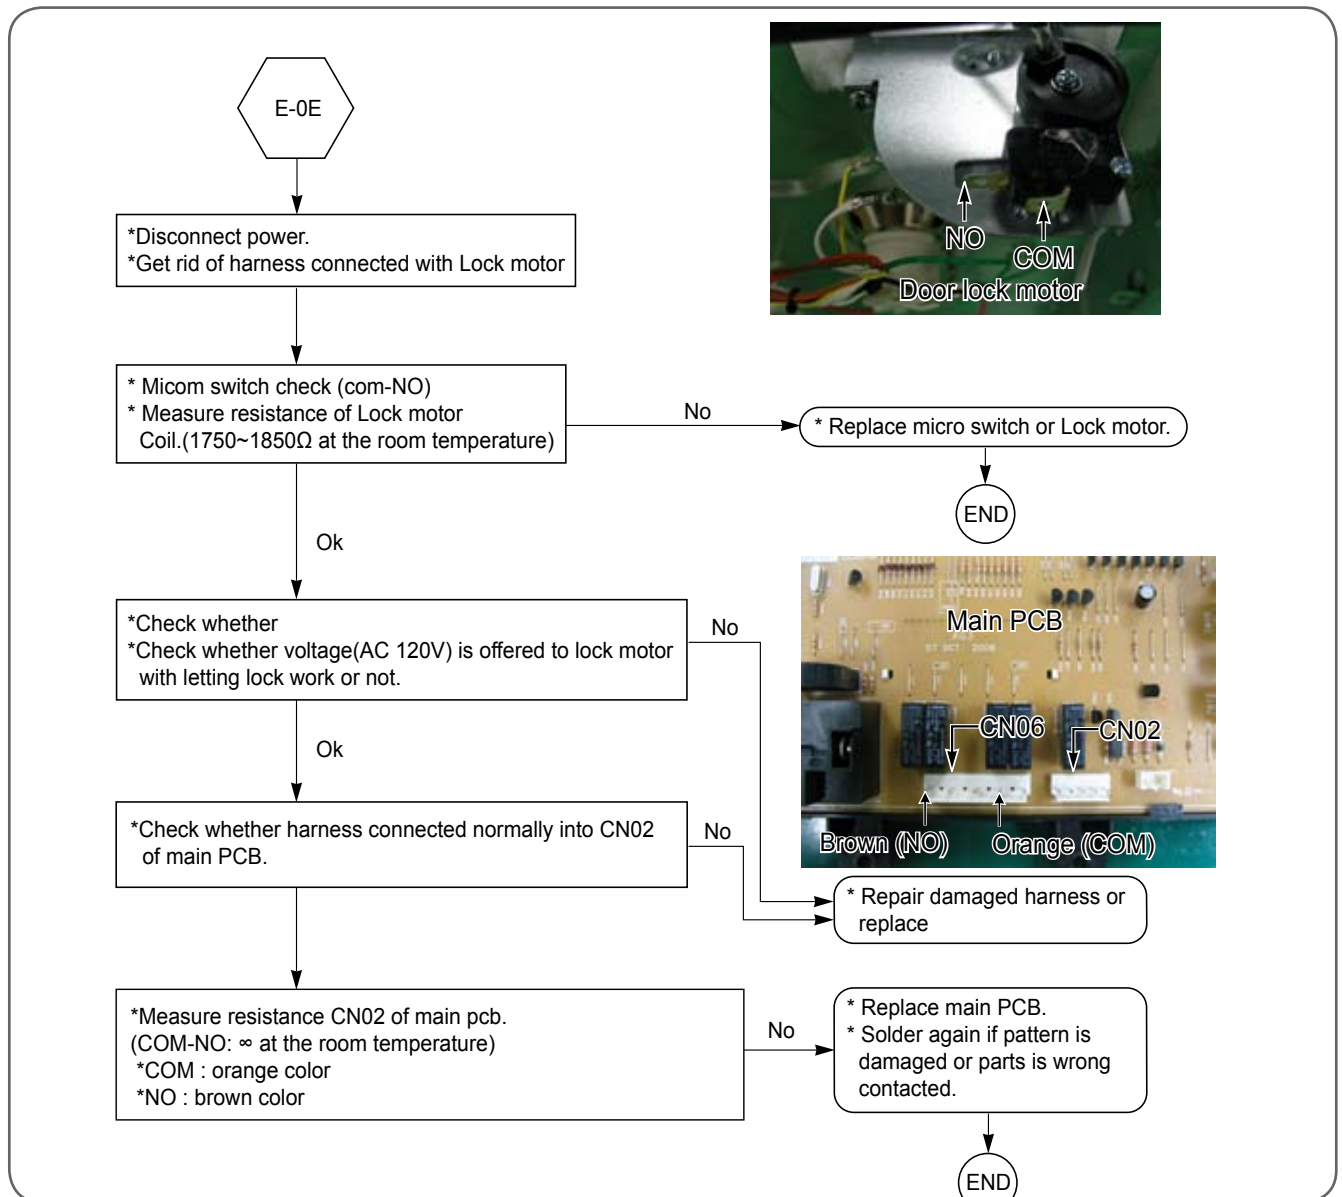 E-0E
NO
COM
Door lock motor
*Disconnect power.
*Get rid of harness connected with Lock motor
* Micom switch check (com-NO)
* Measure resistance of Lock motor
Coil.(1750~1850Ω at the room temperature)
No
* Replace micro switch or Lock motor.
END
Ok
*Check whether
*Check whether voltage(AC 120V) is offered to lock motor
with letting lock work or not.
No
Main PCB
CN06
CN02
Brown (NO)
Orange (COM)
Ok
*Check whether harness connected normally into CN02
of main PCB.
No
* Repair damaged harness or
replace
*Measure resistance CN02 of main pcb.
(COM-NO: ∞ at the room temperature)
*COM : orange color
*NO : brown color
No
* Replace main PCB.
* Solder again if pattern is
damaged or parts is wrong
contacted.
END